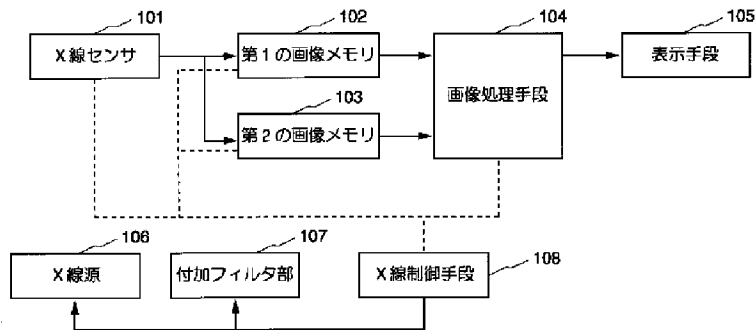 101
X線センサ
102
第1の画像メモリ
103
第2の画像メモリ
104
画像処理手段
105
表示手段
106
X線源
107
付加フィルタ部
108
X線制御手段